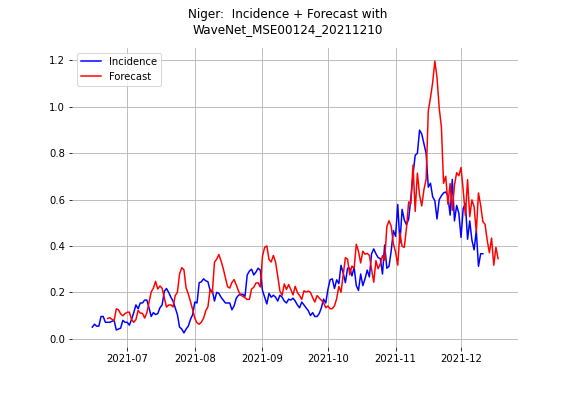 Niger: Incidence + Forecast with
WaveNet_MSE00124_20211210
Incidence
Forecast
1.2
1.0
0.8
0.6
0.4
0.2
0.0
2021-07 2021-08 2021-09 2021-10 2021-11 2021-12